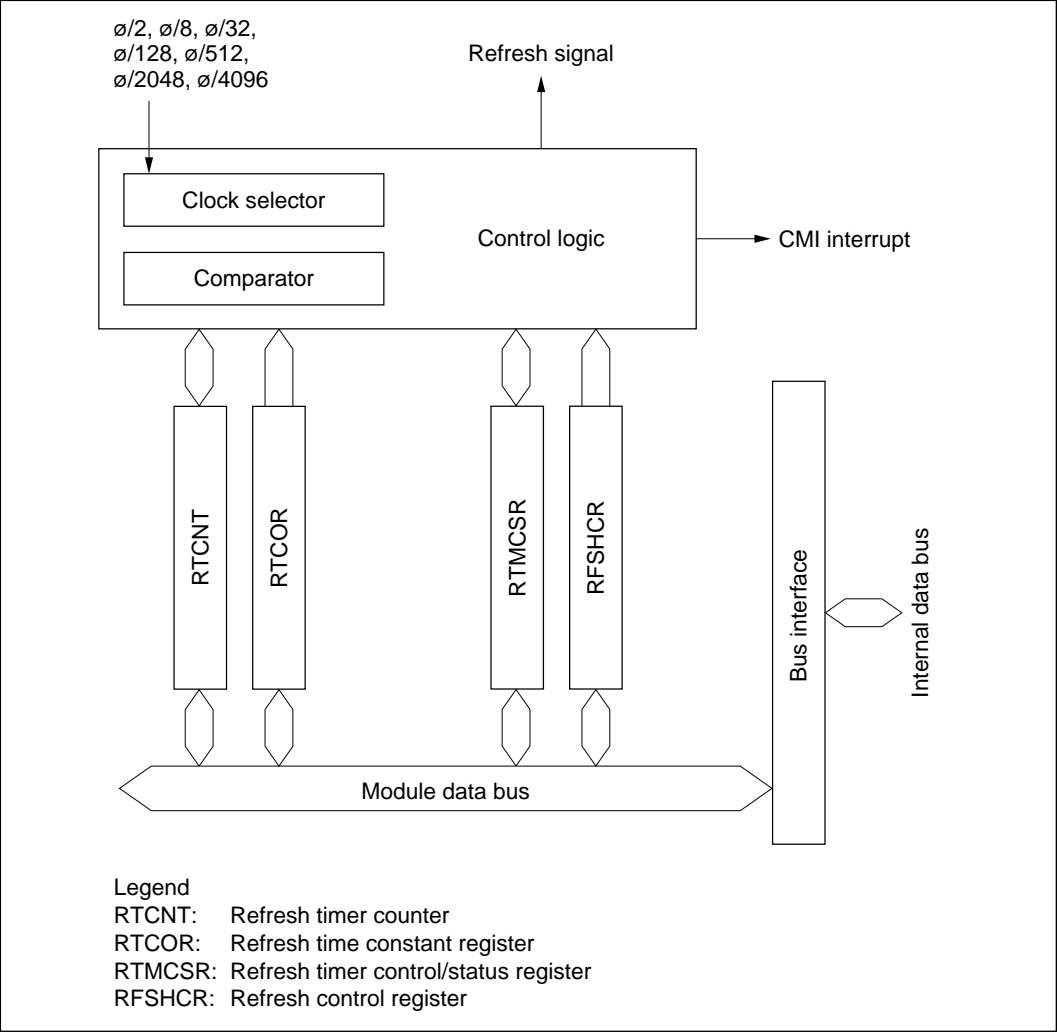 ø/2, ø/8, ø/32,
ø/128, ø/512,
ø/2048, ø/4096
Refresh signal
Clock selector
Control logic
CMI interrupt
Comparator
RTCNT
RTCOR
RTMCSR
RFSHCR
Bus interface
Internal data bus
Module data bus
Legend
RTCNT: Refresh timer counter
RTCOR: Refresh time constant register
RTMCSR: Refresh timer control/status register
RFSHCR: Refresh control register